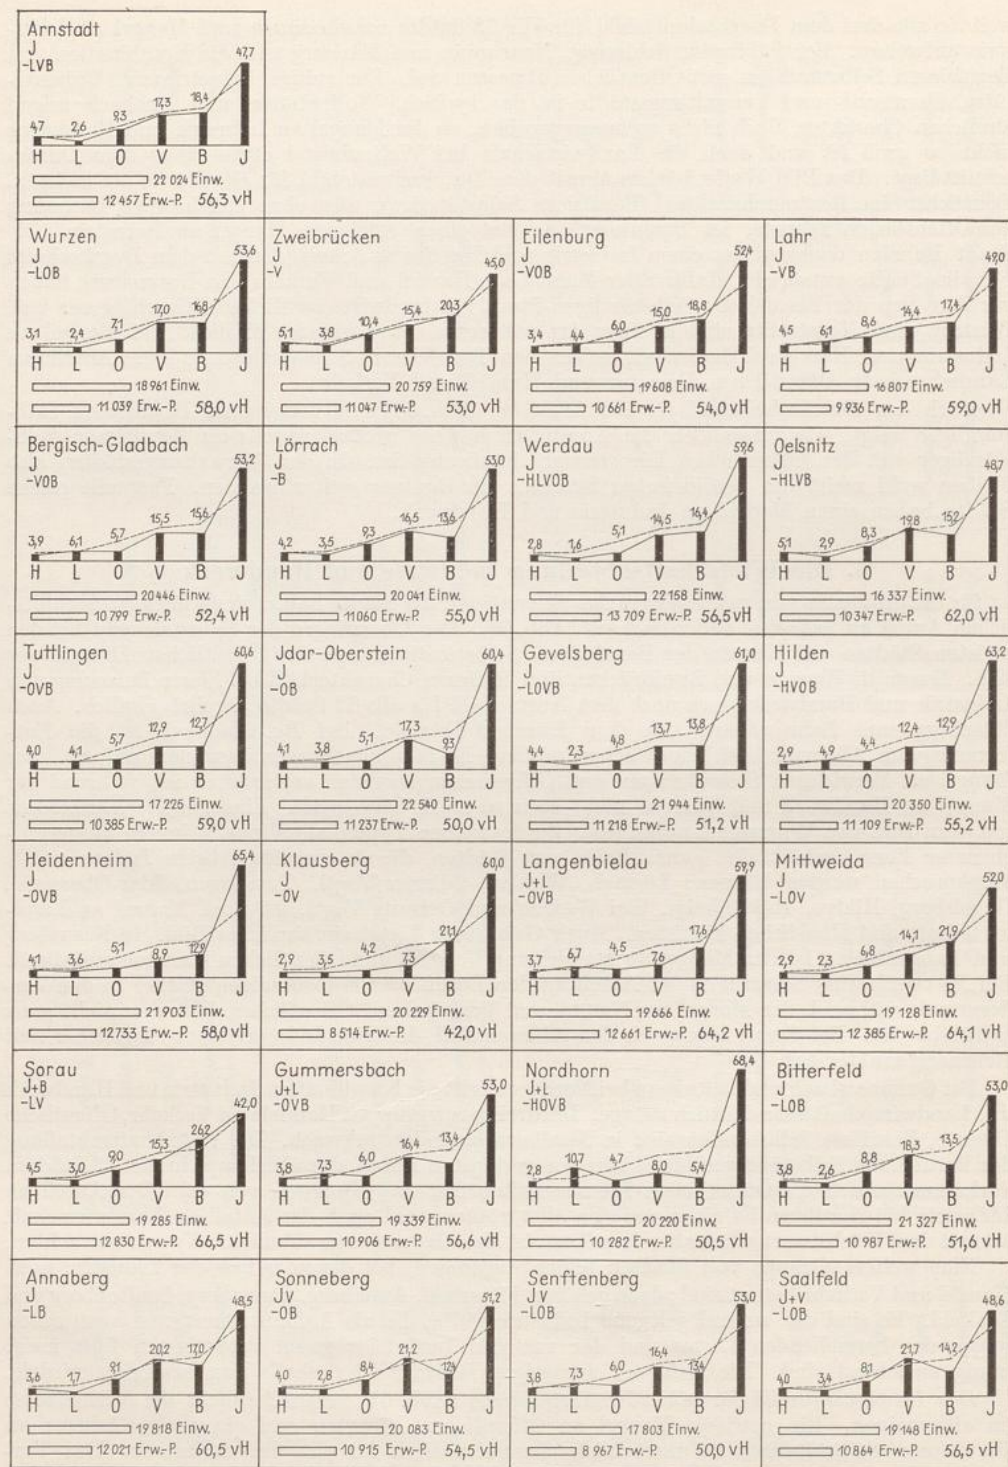 Arnstadt
J
-LVB
4,7 2,6 9,3 17,3 18,4 47,7
H L O V B J
22 024 Einw.
12 457 Erw.-P. 56,3 vH
Wurzen
J
-LOB
3,1 2,4 7,1 17,0 16,8 53,6
H L O V B J
18 961 Einw.
11 039 Erw.-P. 58,0 vH
Zweibrücken
J
-V
5,1 3,8 10,4 15,4 20,3 45,0
H L O V B J
20 759 Einw.
11 047 Erw.-P. 53,0 vH
Eilenburg
J
-VOB
3,4 4,4 6,0 15,0 18,8 52,4
H L O V B J
19 608 Einw.
10 661 Erw.-P. 54,0 vH
Lahr
J
-VB
4,5 6,1 8,6 14,4 17,4 49,0
H L O V B J
16 807 Einw.
9 936 Erw.-P. 59,0 vH
Bergisch-Gladbach
J
-VOB
3,9 6,1 5,7 15,5 15,6 53,2
H L O V B J
20 446 Einw.
10 799 Erw.-P. 52,4 vH
Lörrach
J
-B
4,2 3,5 9,3 16,5 13,6 53,0
H L O V B J
20 041 Einw.
11 060 Erw.-P. 55,0 vH
Werdau
J
-HLVOB
2,8 1,6 5,1 14,5 16,4 59,6
H L O V B J
22 158 Einw.
13 709 Erw.-P. 56,5 vH
Oelsnitz
J
-HLVB
5,1 2,9 8,3 19,8 15,2 48,7
H L O V B J
16 337 Einw.
10 347 Erw.-P. 62,0 vH
Tuttlingen
J
-OVB
4,0 4,1 5,7 12,9 12,7 60,6
H L O V B J
17 225 Einw.
10 385 Erw.-P. 59,0 vH
Jdar-Oberstein
J
-OB
4,1 3,8 5,1 17,3 9,3 60,4
H L O V B J
22 540 Einw.
11 237 Erw.-P. 50,0 vH
Gevelsberg
J
-LOVB
4,4 2,3 4,8 13,7 13,8 61,0
H L O V B J
21 944 Einw.
11 218 Erw.-P. 51,2 vH
Hilden
J
-HVOB
2,9 4,9 4,4 12,4 12,9 63,2
H L O V B J
20 350 Einw.
11 109 Erw.-P. 55,2 vH
Heidenheim
J
-OVB
4,1 3,6 5,1 8,9 12,9 65,4
H L O V B J
21 903 Einw.
12 733 Erw.-P. 58,0 vH
Klausberg
J
-OV
2,9 3,5 4,2 7,3 21,1 60,0
H L O V B J
20 229 Einw.
8 514 Erw.-P. 42,0 vH
Langenbielau
J+L
-OVB
3,7 6,7 4,5 7,6 17,6 59,9
H L O V B J
19 666 Einw.
12 661 Erw.-P. 64,2 vH
Mittweida
J
-LOV
2,9 2,3 6,8 14,1 21,9 52,0
H L O V B J
19 128 Einw.
12 385 Erw.-P. 64,1 vH
Sorau
J+B
-LV
4,5 3,0 9,0 15,3 26,2 42,0
H L O V B J
19 285 Einw.
12 830 Erw.-P. 66,5 vH
Gummersbach
J+L
-OVB
3,8 7,3 6,0 16,4 13,4 53,0
H L O V B J
19 339 Einw.
10 906 Erw.-P. 56,6 vH
Nordhorn
J+L
-HOVB
2,8 10,7 4,7 8,0 5,4 68,4
H L O V B J
20 220 Einw.
10 282 Erw.-P. 50,5 vH
Bitterfeld
J
-LOB
3,8 2,6 8,8 18,3 13,5 53,0
H L O V B J
21 327 Einw.
10 987 Erw.-P. 51,6 vH
Annaberg
J
-LB
3,6 1,7 9,1 20,2 17,0 48,5
H L O V B J
19 818 Einw.
12 021 Erw.-P. 60,5 vH
Sonneberg
JV
-OB
4,0 2,8 8,4 21,2 12,4 51,2
H L O V B J
20 083 Einw.
10 915 Erw.-P. 54,5 vH
Senftenberg
JV
-LOB
3,8 7,3 6,0 16,4 13,4 53,0
H L O V B J
17 803 Einw.
8 967 Erw.-P. 50,0 vH
Saalfeld
J+V
-LOB
4,0 3,4 8,1 21,7 14,2 48,6
H L O V B J
19 148 Einw.
10 864 Erw.-P. 56,5 vH